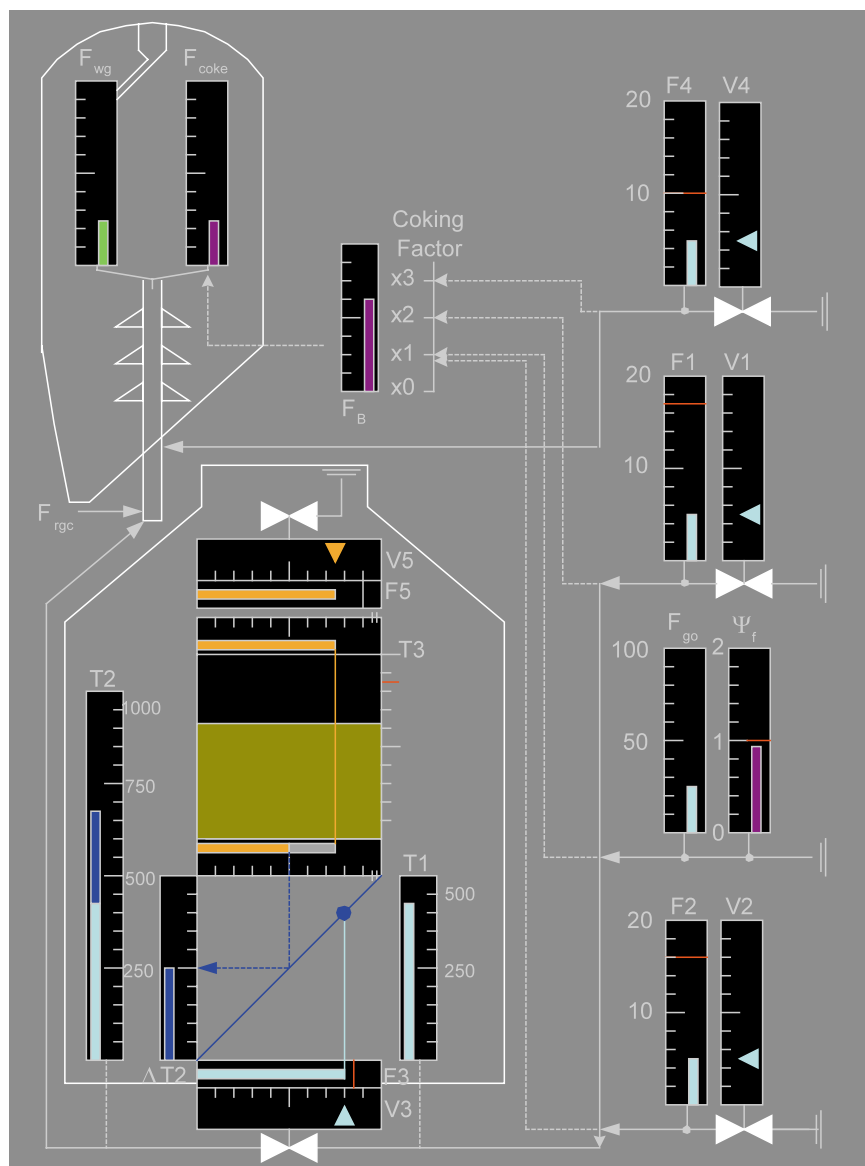 F wg
F coke
F4 V4
20
10
Coking
Factor
x3
x2
x1
x0
F B
F1 V1
20
10
F rgc
V5
F5
T3
F go
Ψ f
100
50
2
1
0
T2
1000
750
500
250
T1
500
250
F2 V2
20
10
Δ T2
F3
V3